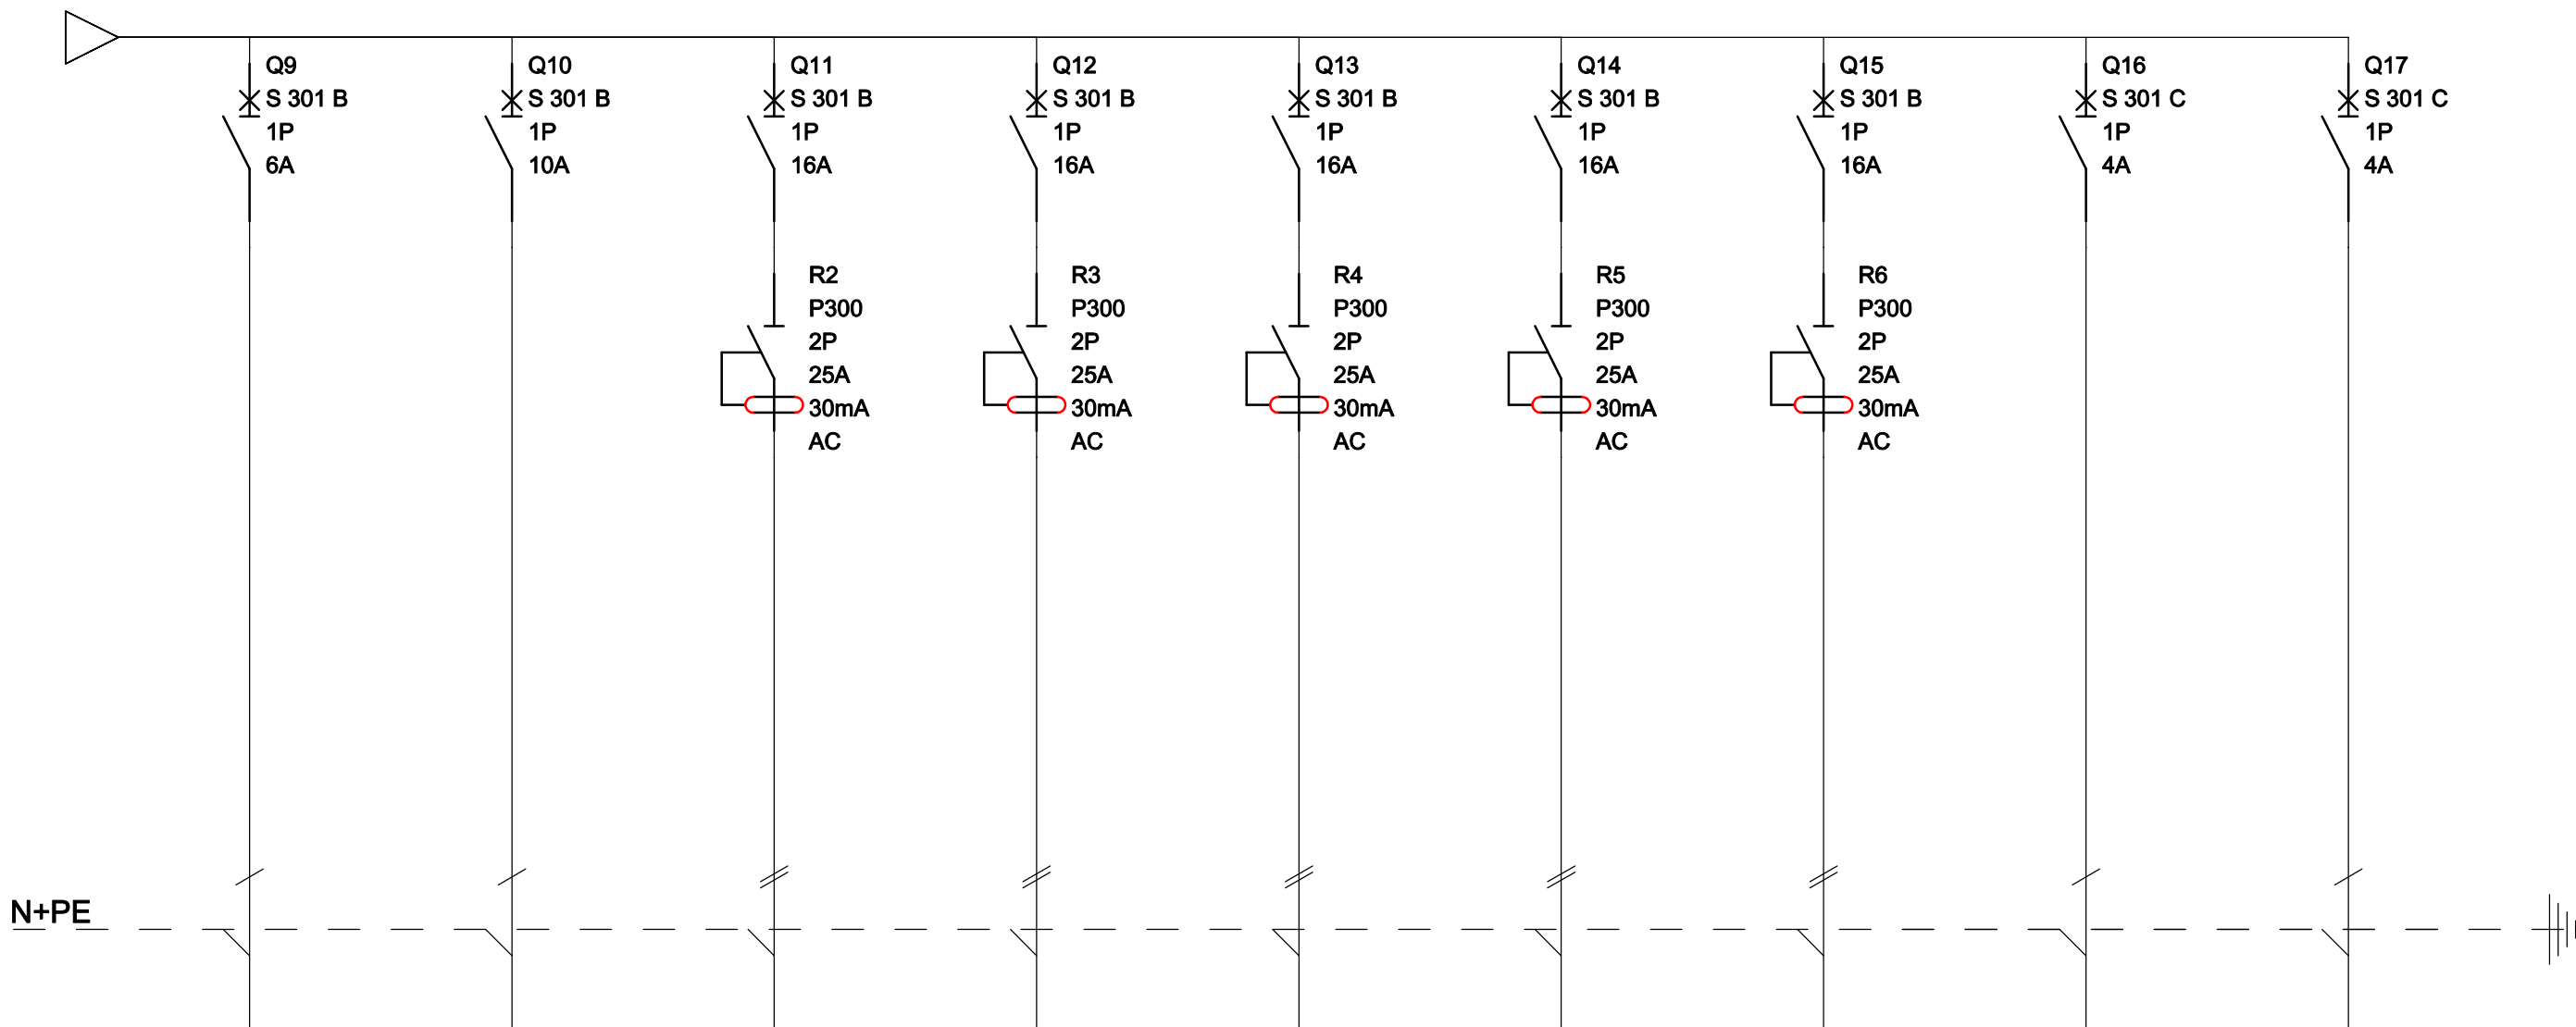 Q9
S 301 B
1P
6A
Q10
S 301 B
1P
10A
Q11
S 301 B
1P
16A
Q12
S 301 B
1P
16A
Q13
S 301 B
1P
16A
Q14
S 301 B
1P
16A
Q15
S 301 B
1P
16A
Q16
S 301 C
1P
4A
Q17
S 301 C
1P
4A
R2
P300
2P
25A
30mA
AC
R3
P300
2P
25A
30mA
AC
R4
P300
2P
25A
30mA
AC
R5
P300
2P
25A
30mA
AC
R6
P300
2P
25A
30mA
AC
N+PE